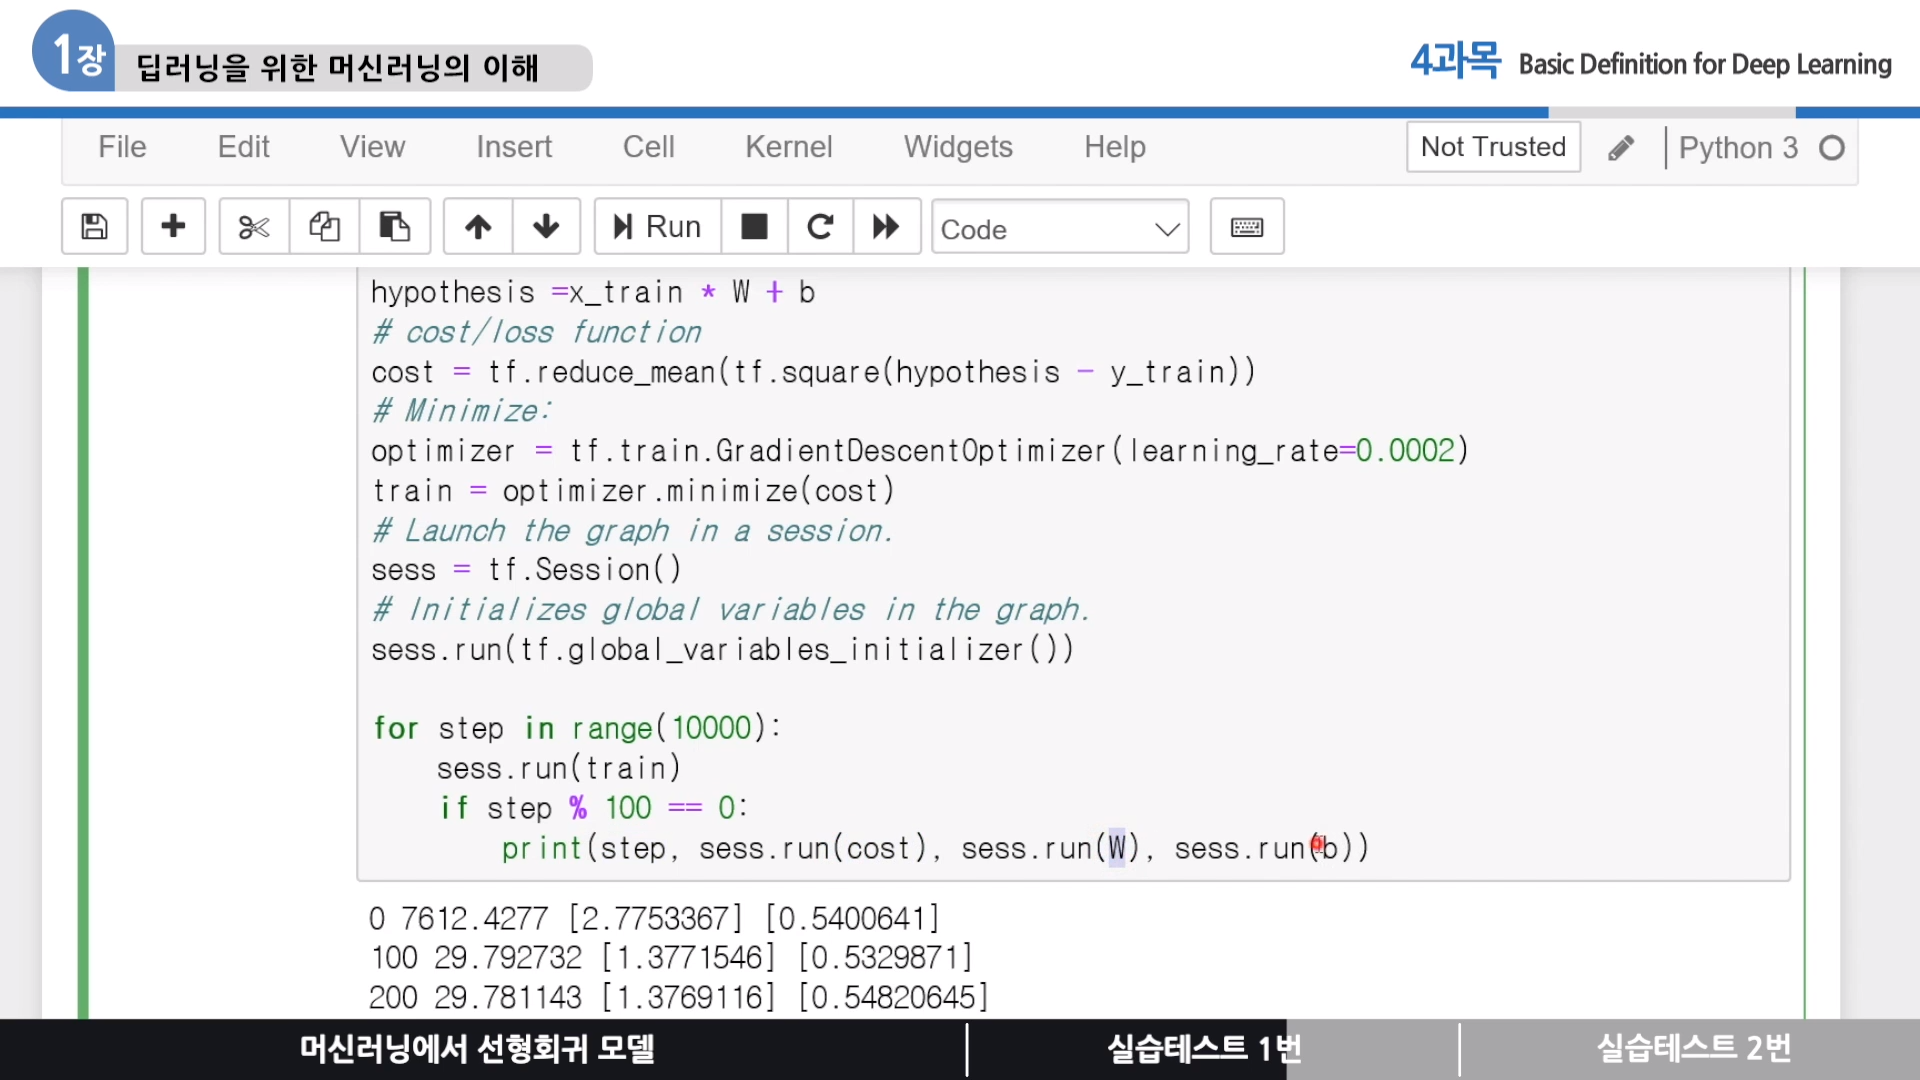 1장 딥러닝을 위한 머신러닝의 이해
4과목 Basic Definition for Deep Learning
File Edit View Insert Cell Kernel Widgets Help Not Trusted Python 3
Run Code
hypothesis =x_train * W + b
# cost/loss function
cost = tf.reduce_mean(tf.square(hypothesis - y_train))
# Minimize:
optimizer = tf.train.GradientDescentOptimizer(learning_rate=0.0002)
train = optimizer.minimize(cost)
# Launch the graph in a session.
sess = tf.Session()
# Initializes global variables in the graph.
sess.run(tf.global_variables_initializer())
for step in range(10000):
    sess.run(train)
    if step % 100 == 0:
        print(step, sess.run(cost), sess.run(W), sess.run(b))
0 7612.4277 [2.7753367] [0.5400641]
100 29.792732 [1.3771546] [0.5329871]
200 29.781143 [1.3769116] [0.54820645]
머신러닝에서 선형회귀 모델
실습테스트 1번
실습테스트 2번